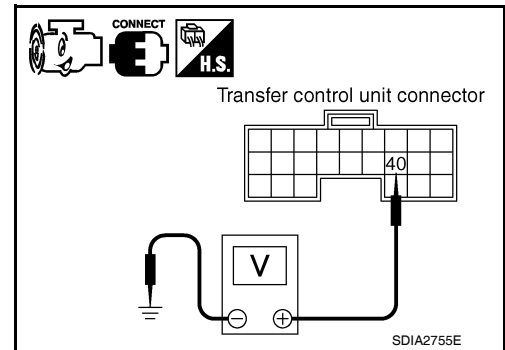 CONNECT
H.S.
Transfer control unit connector
40
V
− +
SDIA2755E